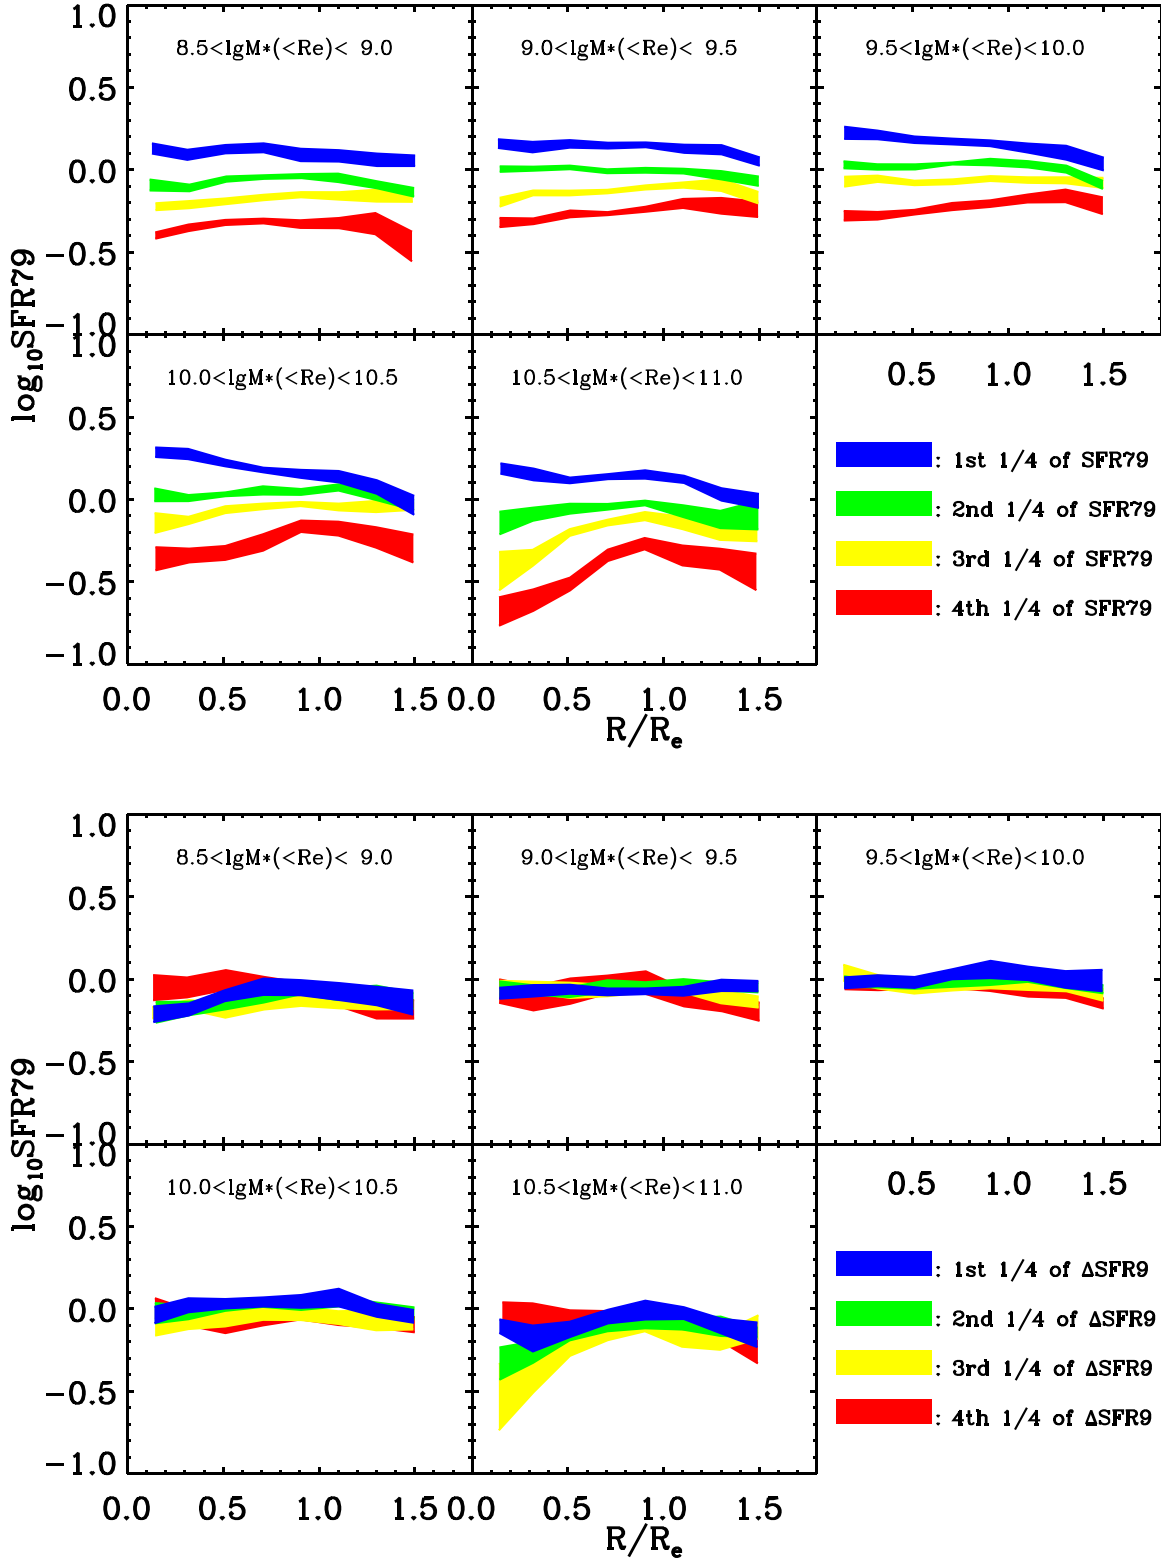 8.5<lgM*(<Re)< 9.0
9.0<lgM*(<Re)< 9.5
9.5<lgM*(<Re)<10.0
1.0
0.5
0.0
−0.5
−1.0
log₁₀SFR79
10.0<lgM*(<Re)<10.5
10.5<lgM*(<Re)<11.0
0.5 1.0 1.5
1.0
0.5
0.0
−0.5
−1.0
: 1st 1/4 of SFR79
: 2nd 1/4 of SFR79
: 3rd 1/4 of SFR79
: 4th 1/4 of SFR79
0.0 0.5 1.0 1.5 0.0 0.5 1.0 1.5
R/Rₑ
8.5<lgM*(<Re)< 9.0
9.0<lgM*(<Re)< 9.5
9.5<lgM*(<Re)<10.0
1.0
0.5
0.0
−0.5
−1.0
log₁₀SFR79
10.0<lgM*(<Re)<10.5
10.5<lgM*(<Re)<11.0
0.5 1.0 1.5
1.0
0.5
0.0
−0.5
−1.0
: 1st 1/4 of ΔSFR9
: 2nd 1/4 of ΔSFR9
: 3rd 1/4 of ΔSFR9
: 4th 1/4 of ΔSFR9
0.0 0.5 1.0 1.5 0.0 0.5 1.0 1.5
R/Rₑ